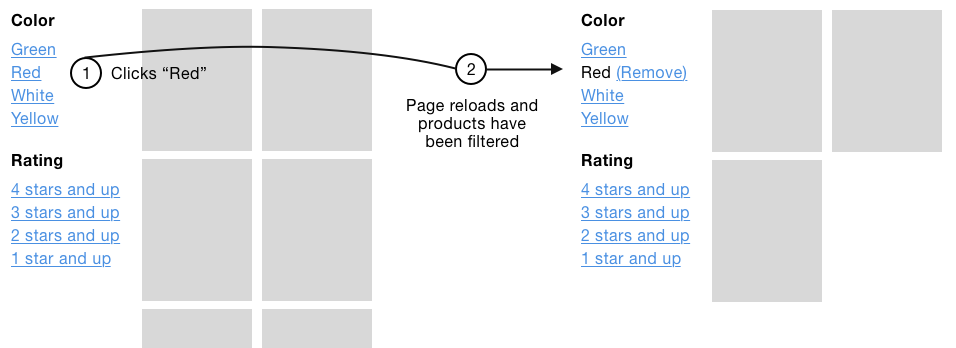 Color
Green
Red
White
Yellow
Rating
4 stars and up
3 stars and up
2 stars and up
1 star and up
1
Clicks “Red”
2
Page reloads and
products have
been filtered
Color
Green
Red (Remove)
White
Yellow
Rating
4 stars and up
3 stars and up
2 stars and up
1 star and up